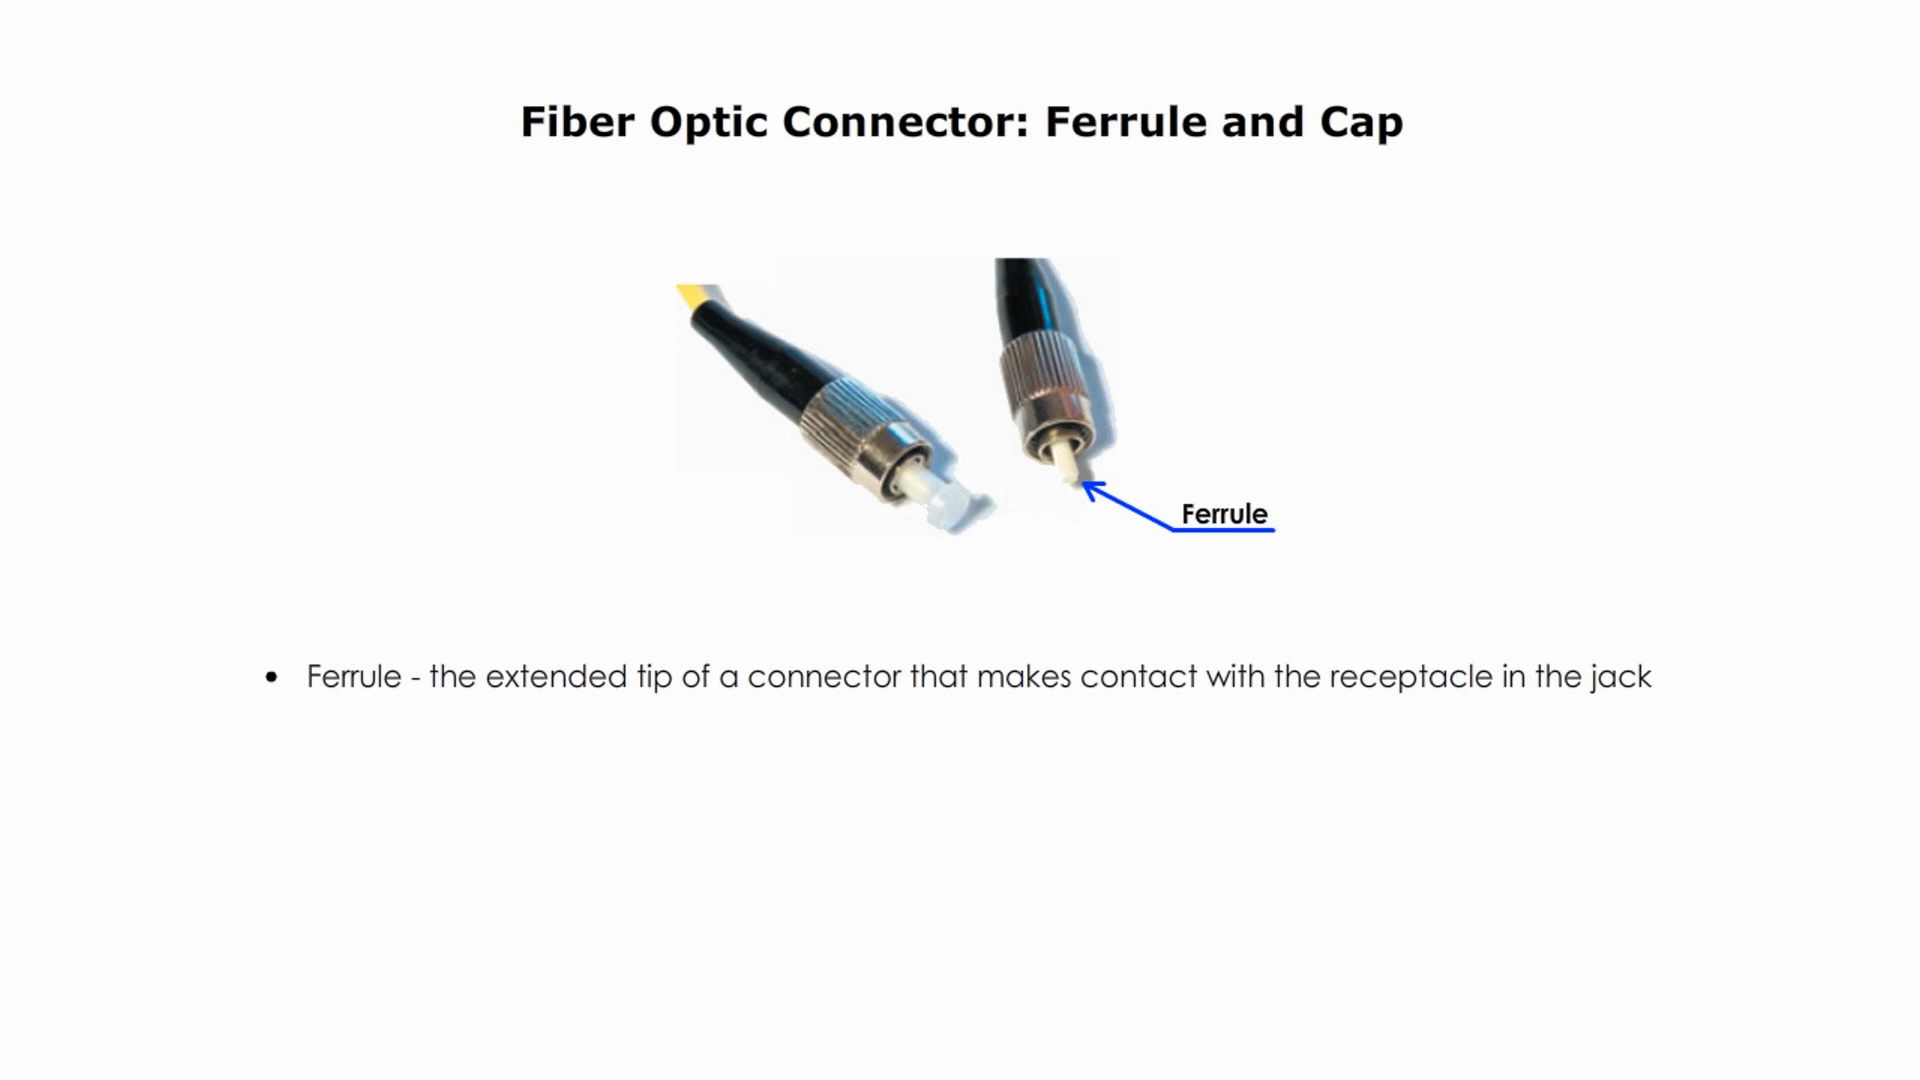 Fiber Optic Connector: Ferrule and Cap
Ferrule
• Ferrule - the extended tip of a connector that makes contact with the receptacle in the jack